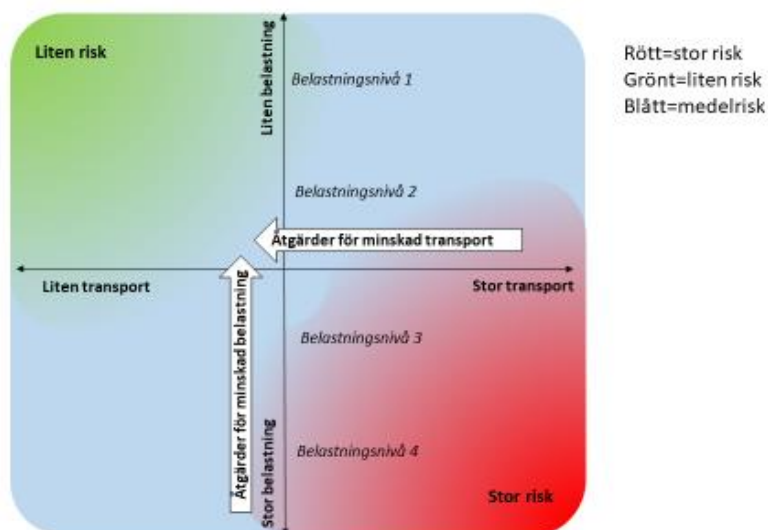 Liten risk
Liten belastning
Belastningsnivå 1
Rött=stor risk
Grönt=liten risk
Blått=medelrisk
Belastningsnivå 2
Åtgärder för minskad transport
Liten transport
Stor transport
Åtgärder för minskad belastning
Belastningsnivå 3
Stor belastning
Belastningsnivå 4
Stor risk